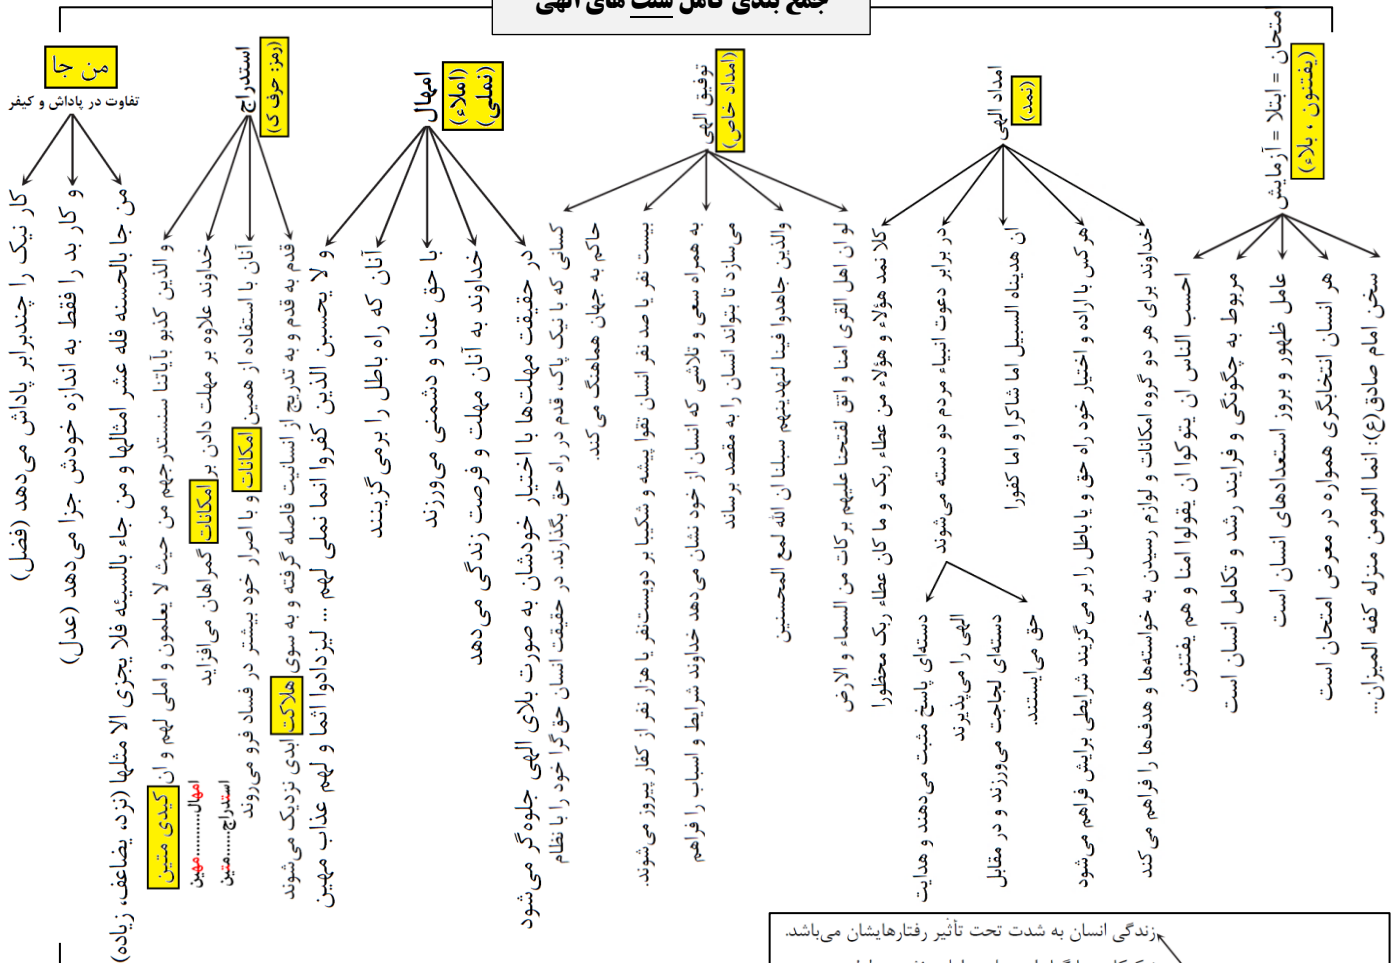 جمع بندی کامل سنت های الهی
امتحان = ابتلا = آزمایش
(یفتنون ، بلاء)
سخن امام صادق(ع): انما المومن منزله کفه المیزان...
هر انسان انتخابگری همواره در معرض امتحان است
عامل ظهور و بروز استعدادهای انسان است
مربوط به چگونگی و فرایند رشد و تکامل انسان است
احسب الناس ان یتوکوا ان یقولوا امنا و هم یفتنون
امداد الهی
(نمد)
خداوند برای هر دو گروه امکانات و لوازم رسیدن به خواسته‌ها و هدف‌ها را فراهم می‌کند
هر کس با اراده و اختیار خود راه حق و یا باطل را بر می‌گزیند شرایطی برایش فراهم می‌شود
ان هدیناه السبیل اما شاکرا و اما کفورا
در برابر دعوت انبیاء مردم دو دسته می‌شوند
حق می‌ایستند.
دسته‌ای لجاجت می‌ورزند و در مقابل
الهی را می‌پذیرند
دسته‌ای پاسخ مثبت می‌دهند و هدایت
کلا نمد هؤلاء و هؤلاء من عطاء ربک و ما کان عطاء ربک محظورا
توفیق الهی
(امداد خاص)
لو ان اهل القری امنا و اتق لفتحنا علیهم برکات من السماء و الارض
والذین جاهدوا فینا لنهدینهم سبلنا ان الله لمع المحسنین
می‌سازد تا بتواند انسان را به مقصد برساند
به همراه سعی و تلاشی که انسان از خود نشان می‌دهد خداوند شرایط و اسباب را فراهم
بیست نفر یا صد نفر انسان تقوا پیشه و شکیبا بر دویست‌نفر یا هزار نفر از کفار پیروز می‌شوند.
حاکم به جهان هماهنگ می‌کند.
کسانی که با نیک پاک، قدم در راه حق بگذارند، در حقیقت انسان حق‌گرا خود را با نظام
امهال
(املاء)
(نملی)
در حقیقت مهلت‌ها با اختیار خودشان به صورت بلای الهی جلوه‌گر می‌شود
خداوند به آنان مهلت و فرصت زندگی می‌دهد
با حق عناد و دشمنی می‌ورزند
آنان که راه باطل را برمی‌گزینند
و لا یحسبن الذین کفروا انما نملی لهم ... لیزدادوا اثما و لهم عذاب مهین
استدراج
(رمز: حرف ک)
قدم به قدم و به تدریج از انسانیت فاصله گرفته و به سوی هلاکت ابدی نزدیک می‌شوند
آنان با استفاده از همین امکانات و با اصرار خود بیشتر در فساد فرو می‌روند
خداوند علاوه بر مهلت دادن بر امکانات گمراهان می‌افزاید
و الذین کذبو بآیاتنا سنستدرجهم من حیث لا یعلمون و املی لهم و ان کیدی متین
امهال.........مهین
استدراج.......متین
من جا
تفاوت در پاداش و کیفر
من جا بالحسنه فله عشر امثالها و من جاء بالسیئه فلا یجزی الا مثلها (نزد، یضاعف، زیاده)
و کار بد را فقط به اندازه خودش جزا می‌دهد (عدل)
کار نیک را چندبرابر پاداش می‌دهد (فضل)
زندگی انسان به شدت تحت تأثیر رفتارهایشان می‌باشد.